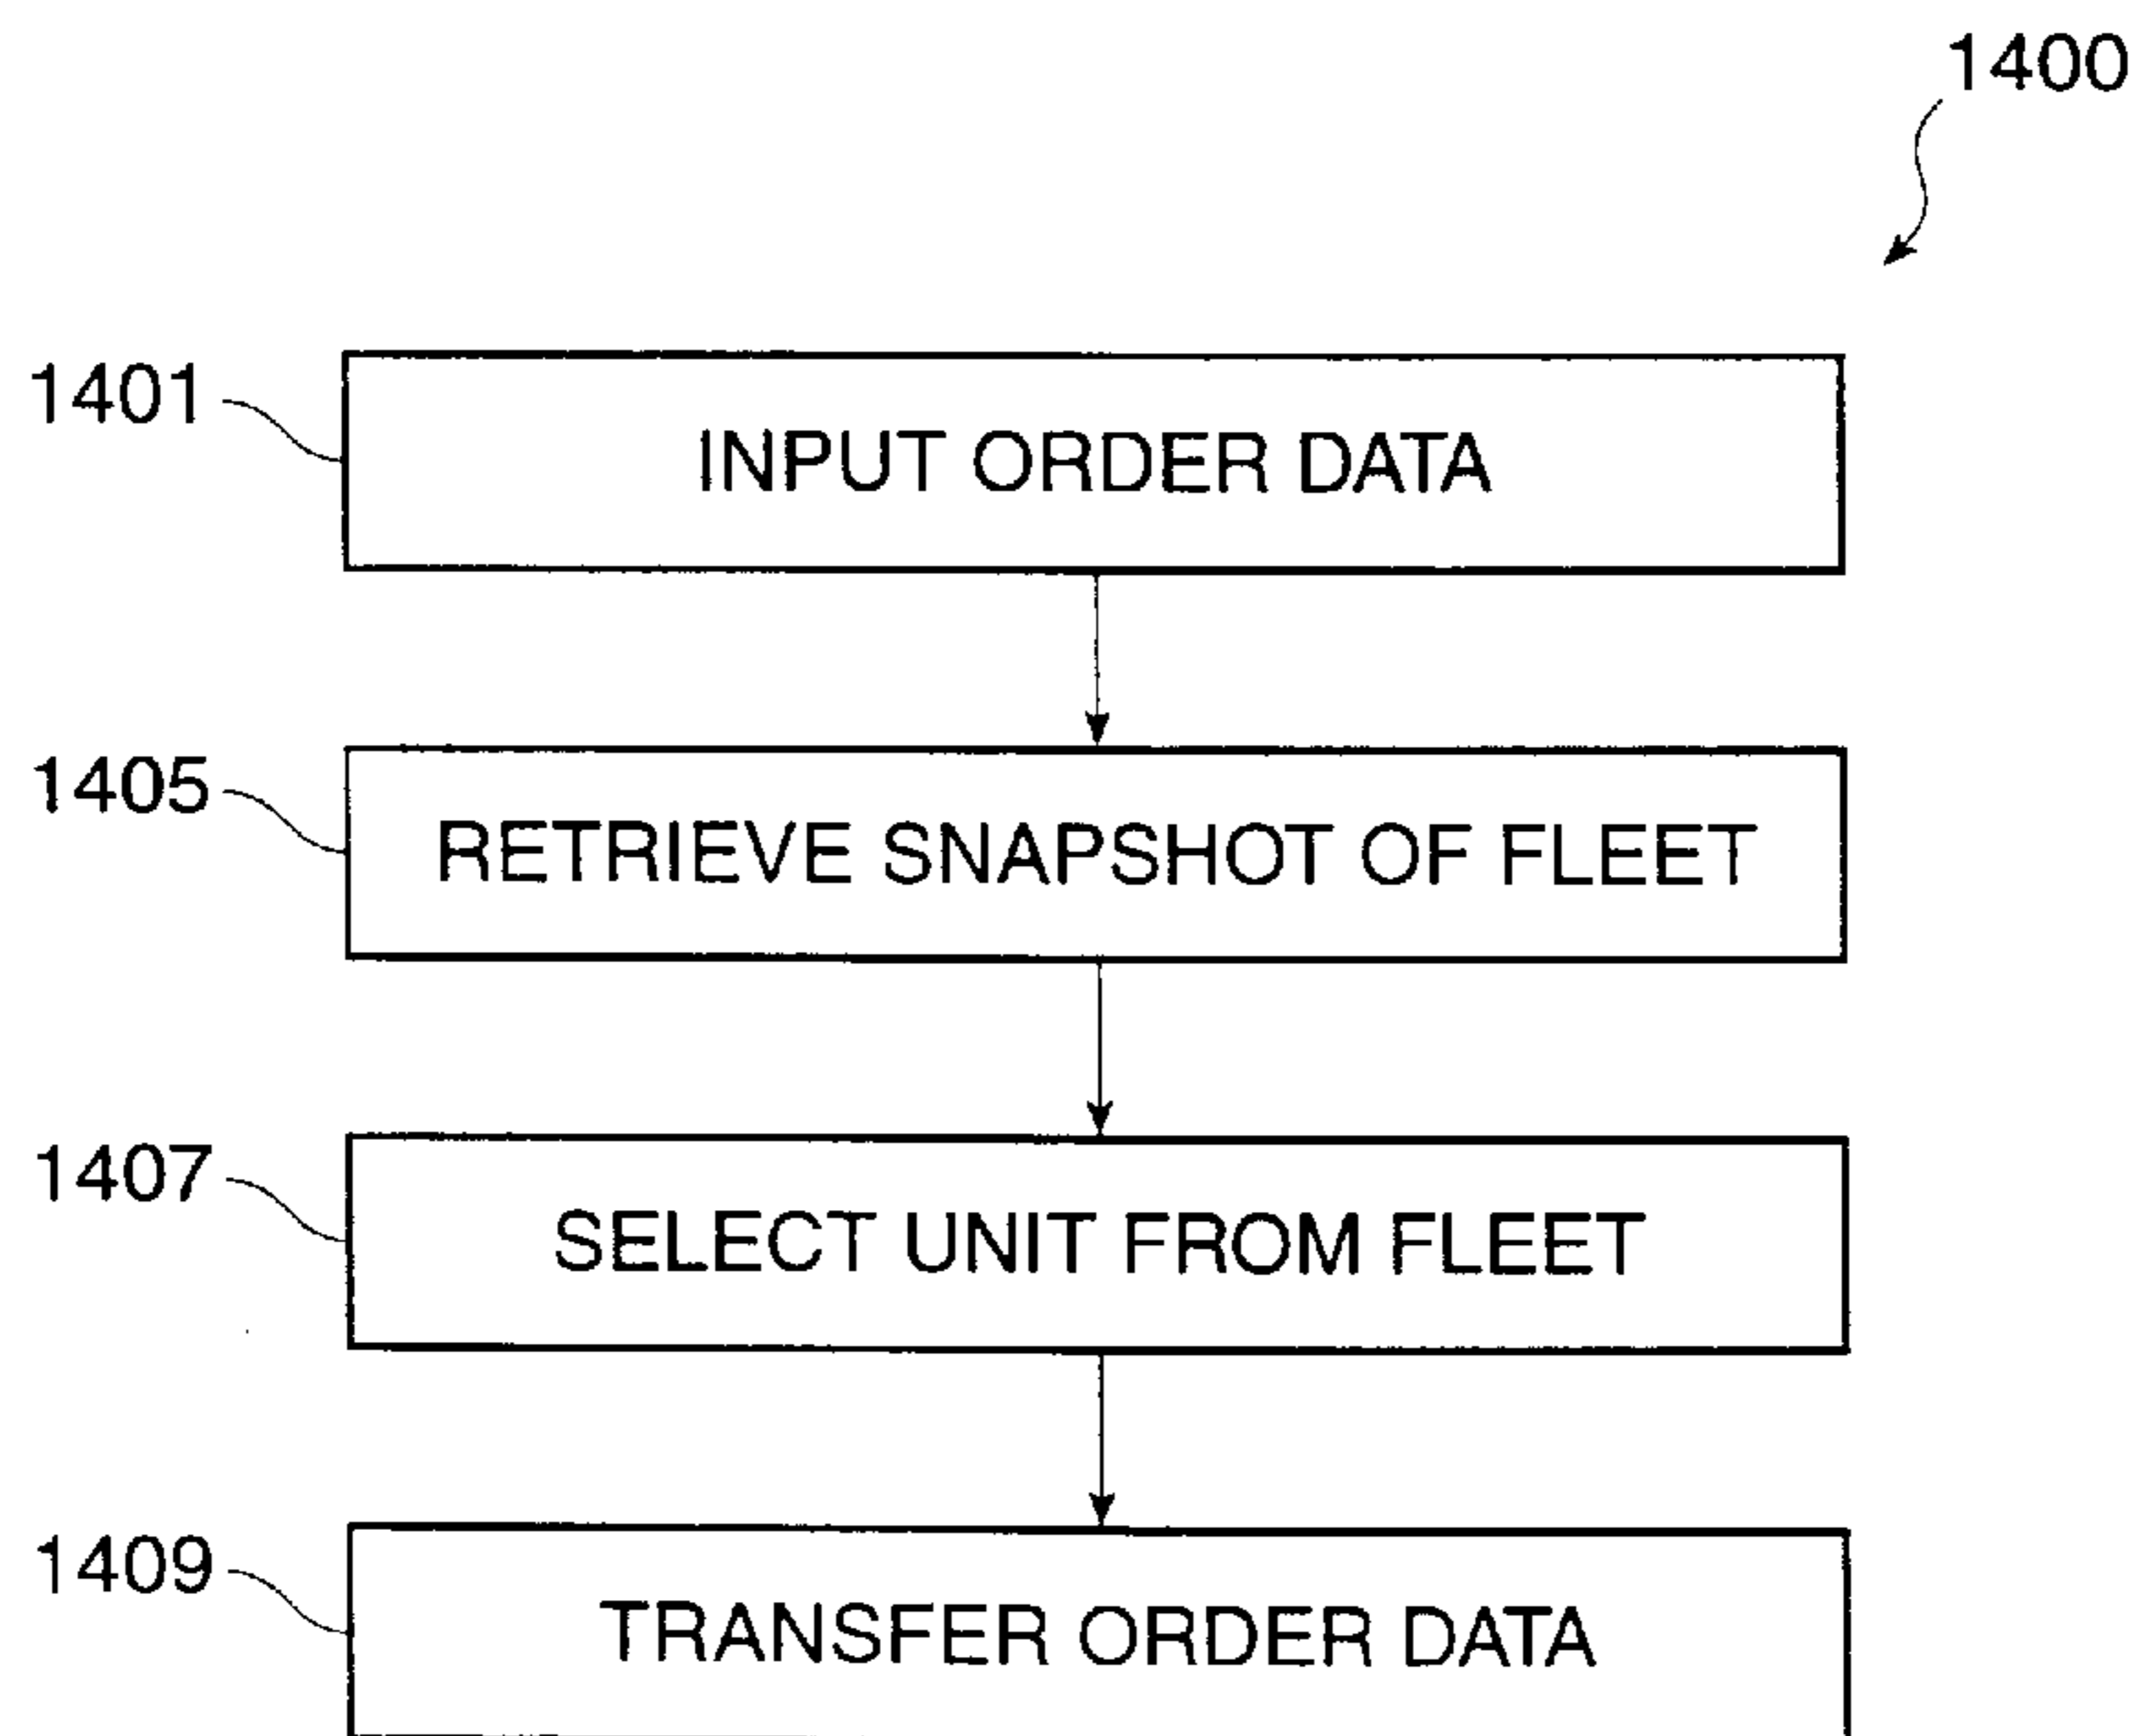 1400
1401
INPUT ORDER DATA
1405
RETRIEVE SNAPSHOT OF FLEET
1407
SELECT UNIT FROM FLEET
1409
TRANSFER ORDER DATA